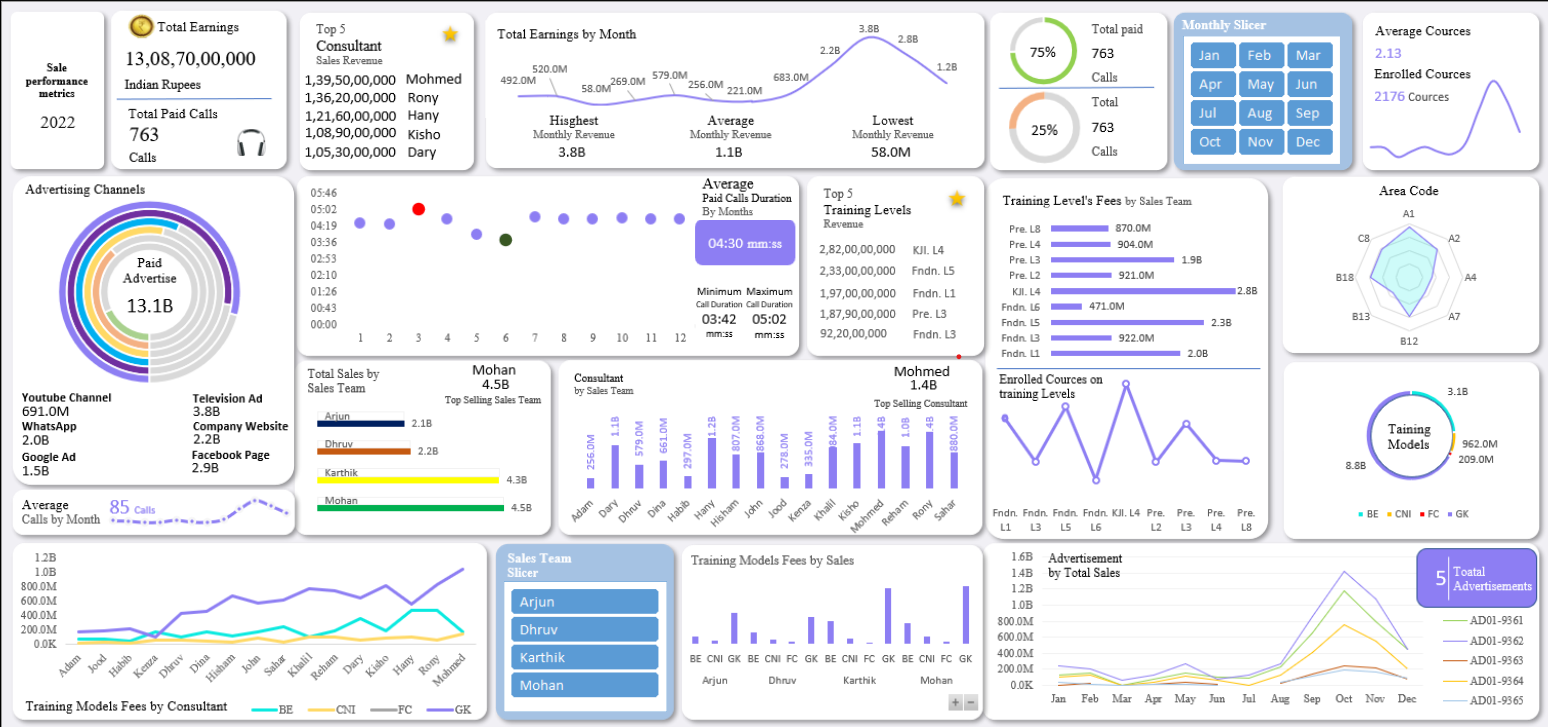 Sale
performance
metrics
2022
Total Earnings
13,08,70,00,000
Indian Rupees
Total Paid Calls
763
Calls
Top 5
Consultant
Sales Revenue
1,39,50,00,000 Mohmed
1,36,20,00,000 Rony
1,21,60,00,000 Hany
1,08,90,00,000 Kisho
1,05,30,00,000 Dary
Total Earnings by Month
492.0M
520.0M
58.0M
269.0M
579.0M
256.0M
221.0M
683.0M
2.2B
3.8B
2.8B
1.2B
Hisghest
Monthly Revenue
3.8B
Average
Monthly Revenue
1.1B
Lowest
Monthly Revenue
58.0M
75%
Total paid
763
Calls
25%
Total
763
Calls
Monthly Slicer
Jan Feb Mar
Apr May Jun
Jul Aug Sep
Oct Nov Dec
Average Cources
2.13
Enrolled Cources
2176 Cources
Advertising Channels
Paid
Advertise
13.1B
Youtube Channel
691.0M
WhatsApp
2.0B
Google Ad
1.5B
Television Ad
3.8B
Company Website
2.2B
Facebook Page
2.9B
Average
Calls by Month
85 Calls
05:46
05:02
04:19
03:36
02:53
02:10
01:26
00:43
00:00
1 2 3 4 5 6 7 8 9 10 11 12
Average
Paid Calls Duration
By Months
04:30 mm:ss
Minimum
Call Duration
03:42
mm:ss
Maximum
Call Duration
05:02
mm:ss
Top 5
Training Levels
Revenue
2,82,00,00,000 KJI. L4
2,33,00,00,000 Fndn. L5
1,97,00,00,000 Fndn. L1
1,87,90,00,000 Pre. L3
92,20,00,000 Fndn. L3
Training Level's Fees by Sales Team
Pre. L8 870.0M
Pre. L4 904.0M
Pre. L3 1.9B
Pre. L2 921.0M
KJI. L4 2.8B
Fndn. L6 471.0M
Fndn. L5 2.3B
Fndn. L3 922.0M
Fndn. L1 2.0B
Enrolled Cources on
training Levels
Fndn. Fndn. Fndn. Fndn. KJI. L4 Pre. Pre. Pre. Pre.
L1 L3 L5 L6 L2 L3 L4 L8
Area Code
A1
A2
A4
A7
B12
B13
B18
C8
Total Sales by
Sales Team
Mohan
4.5B
Top Selling Sales Team
Arjun
2.1B
Dhruv
2.2B
Karthik
4.3B
Mohan
4.5B
Consultant
by Sales Team
Mohmed
1.4B
Top Selling Consultant
256.0M
1.1B
579.0M
661.0M
297.0M
1.2B
807.0M
868.0M
278.0M
335.0M
84.0M
1.1B
4B
1.0B
.4B
880.0M
Adam Dary Dhruv Dina Habib Hany Hisham John Jood Kenza Khalil Kisho Mohmed Reham Rony Sahar
Taining
Models
3.1B
962.0M
209.0M
8.8B
BE CNI FC GK
1.2B
1.0B
800.0M
600.0M
400.0M
200.0M
0.0K
Adam Jood Habib Kenza Dhruv Dina Hisham John Sahar Khalil Reham Dary Kisho Hany Rony Mohmed
Training Models Fees by Consultant
BE CNI FC GK
Sales Team
Slicer
Arjun
Dhruv
Karthik
Mohan
Training Models Fees by Sales
BE CNI GK BE CNI FC GK BE CNI FC GK BE CNI FC GK
Arjun Dhruv Karthik Mohan
+ −
Advertisement
by Total Sales
1.6B
1.4B
1.2B
1.0B
800.0M
600.0M
400.0M
200.0M
0.0K
Jan Feb Mar Apr May Jun Jul Aug Sep Oct Nov Dec
5 Toatal
Advertisements
AD01-9361
AD01-9362
AD01-9363
AD01-9364
AD01-9365